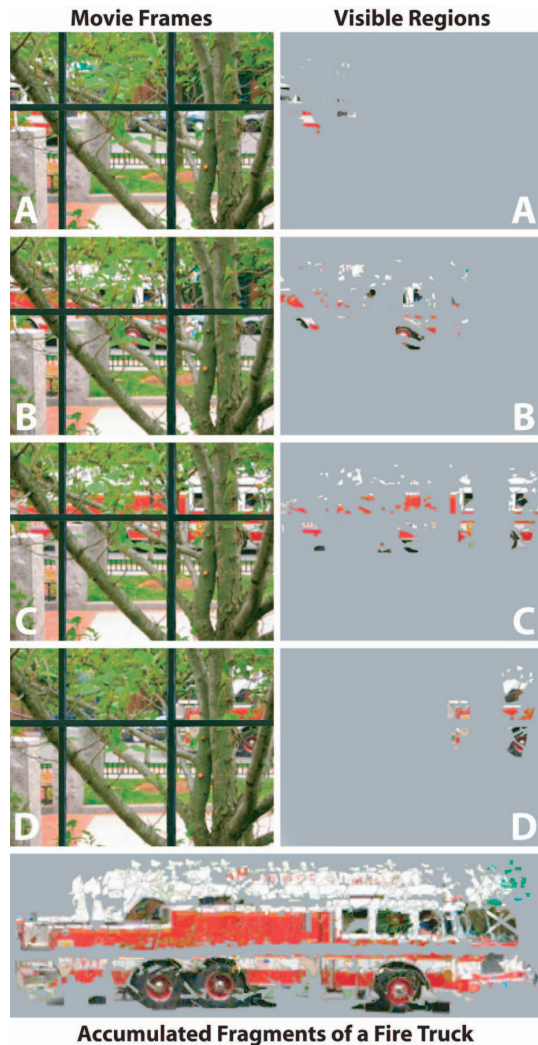 Movie Frames
Visible Regions
A
A
B
B
C
C
D
D
Accumulated Fragments of a Fire Truck